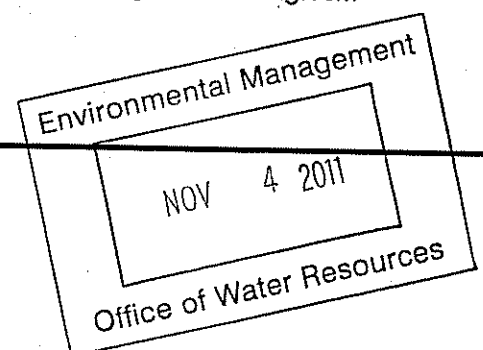 Environmental Management
NOV 4 2011
Office of Water Resources